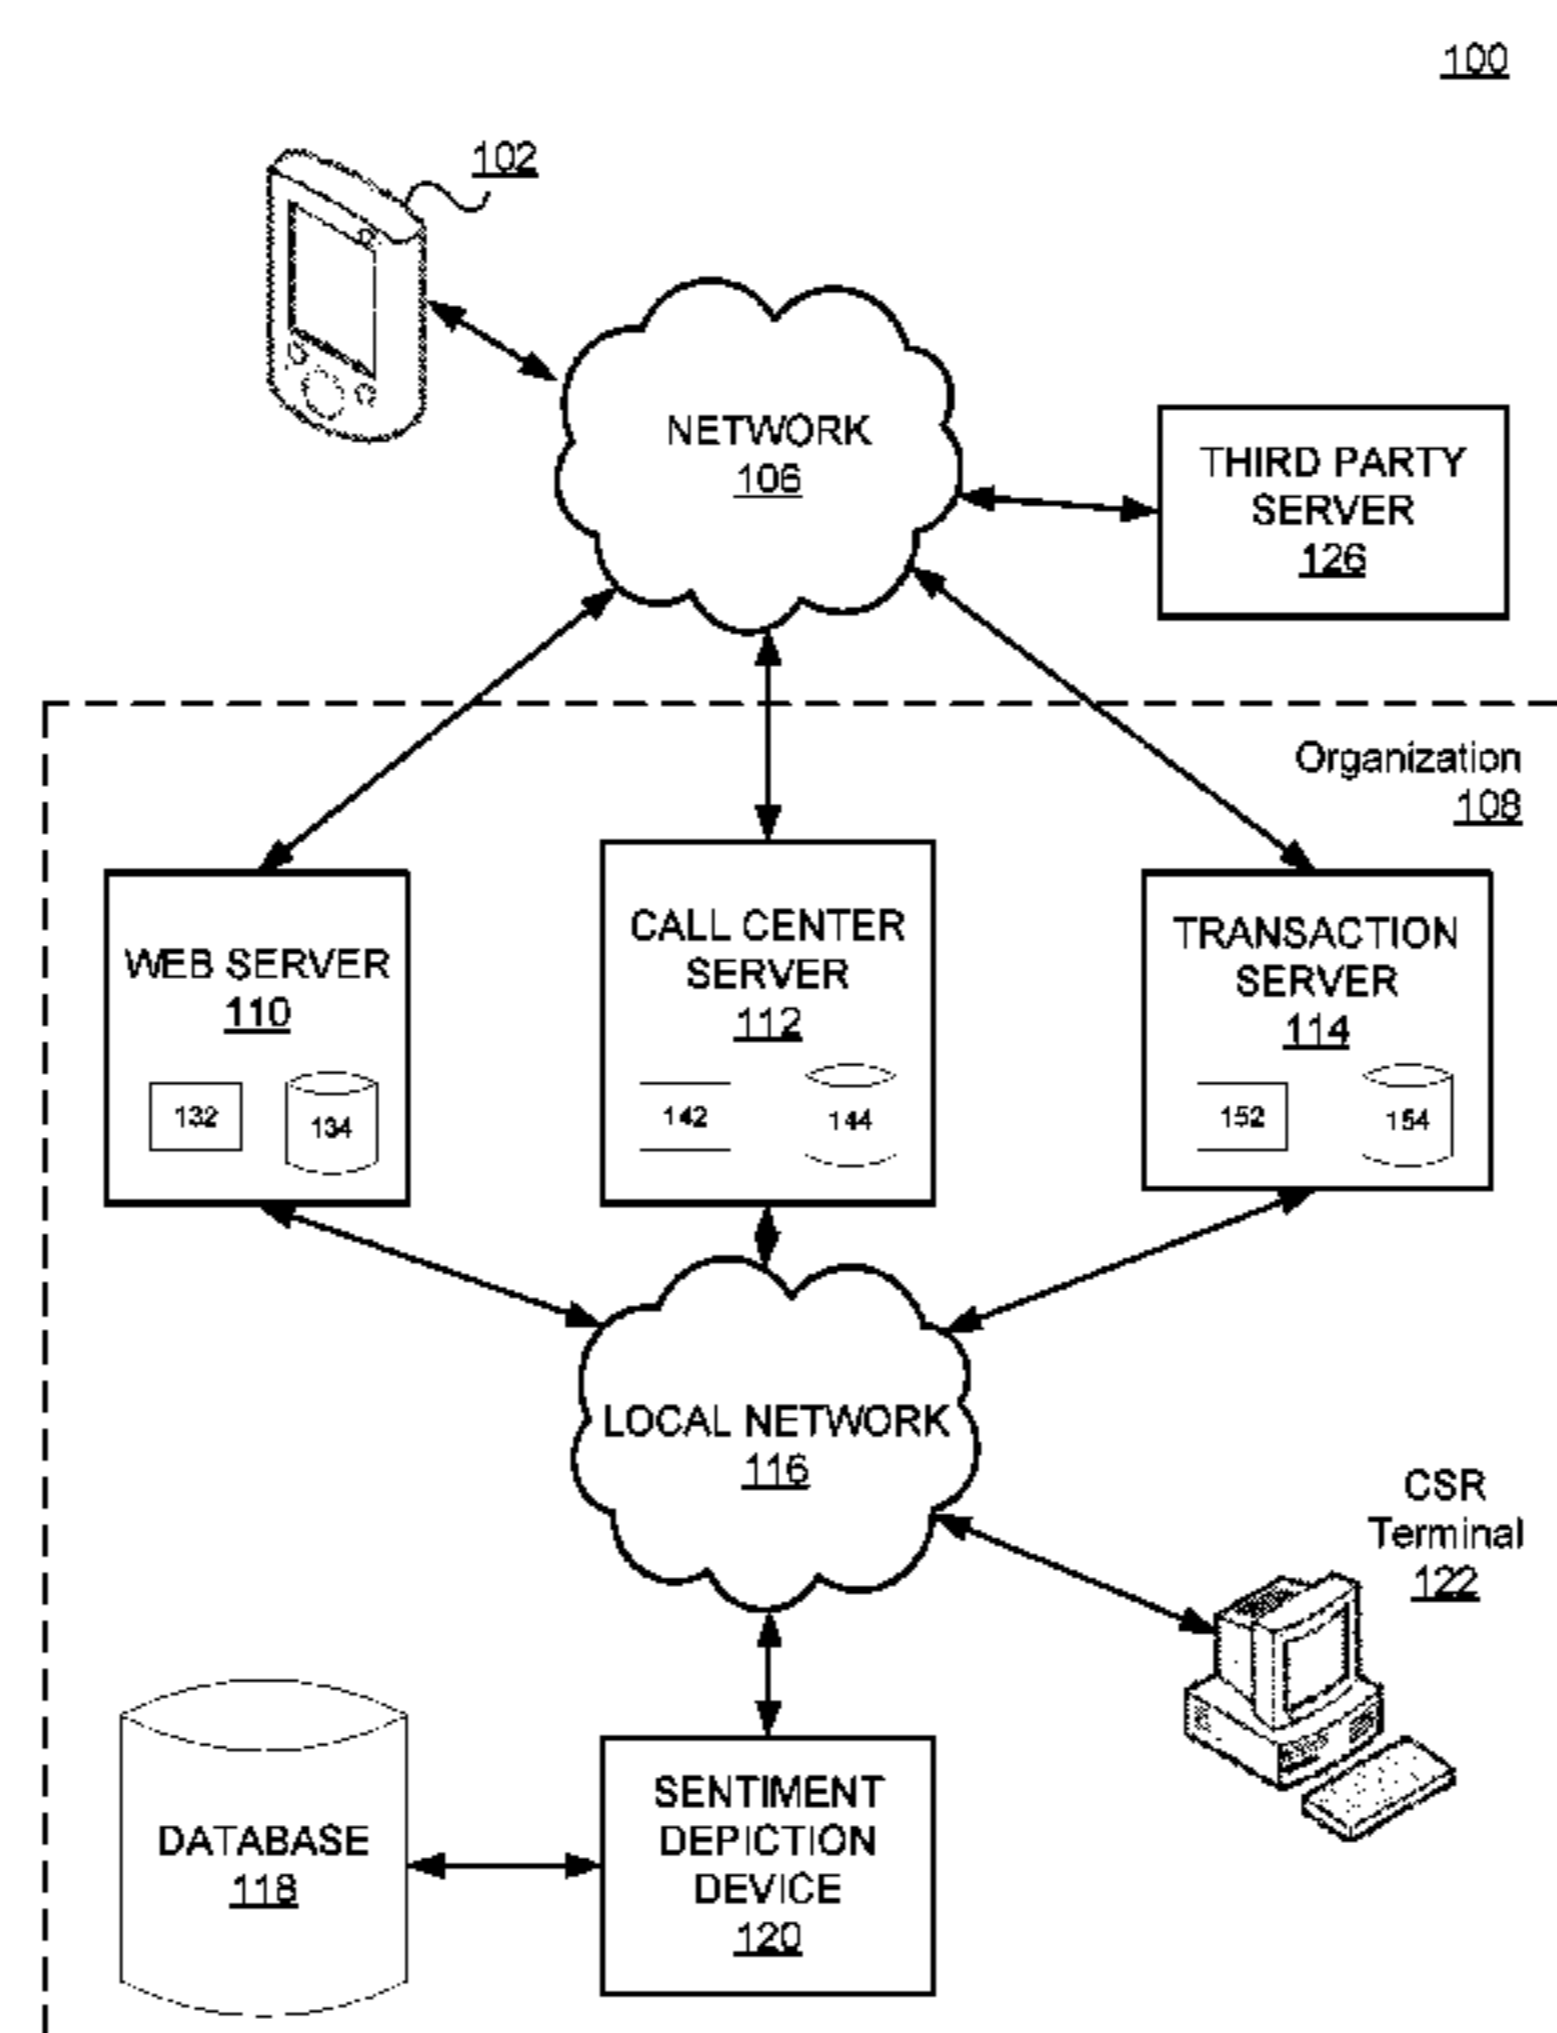 100
102
NETWORK
106
THIRD PARTY
SERVER
126
Organization
108
WEB SERVER
110
132
134
CALL CENTER
SERVER
112
142
144
TRANSACTION
SERVER
114
152
154
LOCAL NETWORK
116
CSR
Terminal
122
DATABASE
118
SENTIMENT
DEPICTION
DEVICE
120